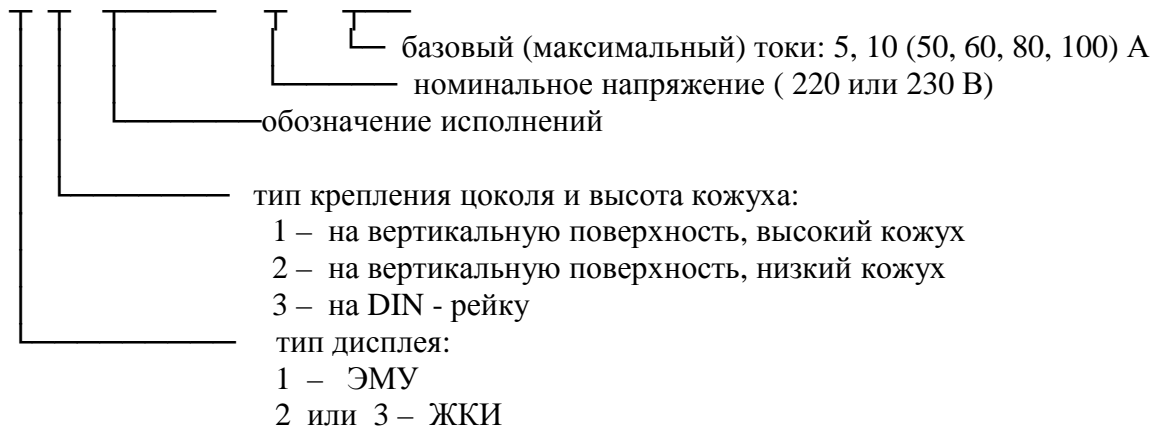 базовый (максимальный) токи: 5, 10 (50, 60, 80, 100) А
номинальное напряжение ( 220 или 230 В)
обозначение исполнений
тип крепления цоколя и высота кожуха:
1 – на вертикальную поверхность, высокий кожух
2 – на вертикальную поверхность, низкий кожух
3 – на DIN - рейку
тип дисплея:
1 – ЭМУ
2 или 3 – ЖКИ